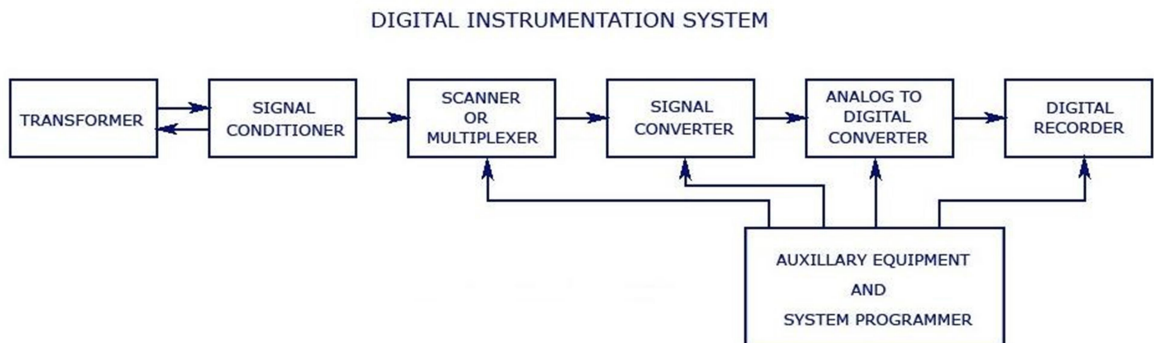 DIGITAL INSTRUMENTATION SYSTEM
TRANSFORMER
SIGNAL
CONDITIONER
SCANNER
OR
MULTIPLEXER
SIGNAL
CONVERTER
ANALOG TO
DIGITAL
CONVERTER
DIGITAL
RECORDER
AUXILLARY EQUIPMENT
AND
SYSTEM PROGRAMMER